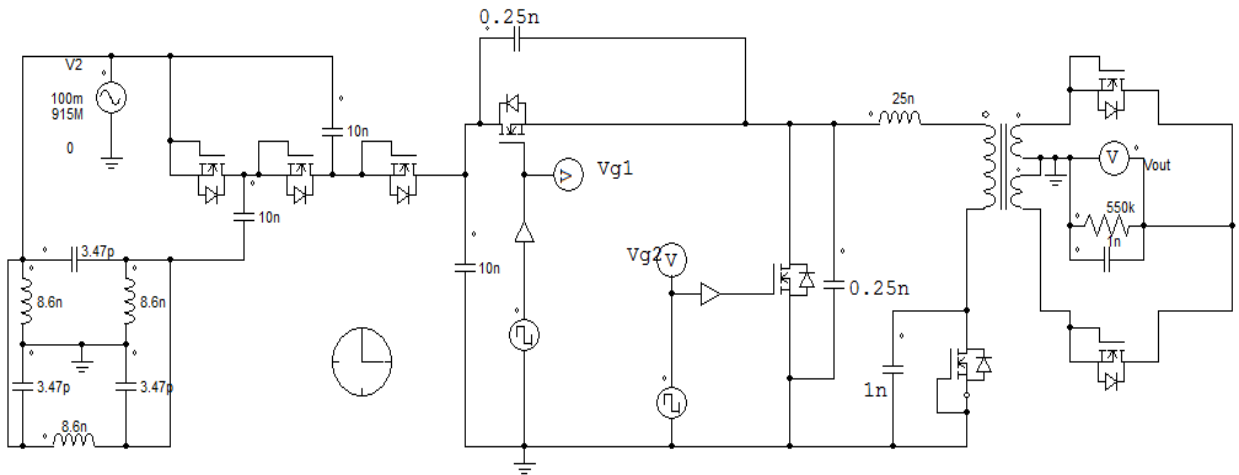 0.25n
V2
100m
915M
0
10n
10n
3.47p
8.6n
8.6n
3.47p
3.47p
8.6n
10n
Vg1
V
Vg2
V
0.25n
25n
1n
V
Vout
550k
1n